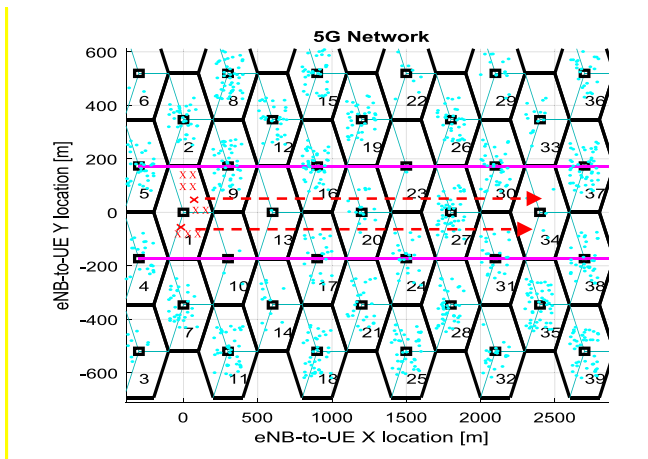 5G Network
eNB-to-UE Y location [m]
600
400
200
0
-200
-400
-600
6 8 15 22 29 36
2 12 19 26 33
5 9 16 23 30 37
X X
X X
X
X X
X
X X X
1 13 20 27 34
4 10 17 24 31 38
7 14 21 28 35
3 11 18 25 32 39
0 500 1000 1500 2000 2500
eNB-to-UE X location [m]